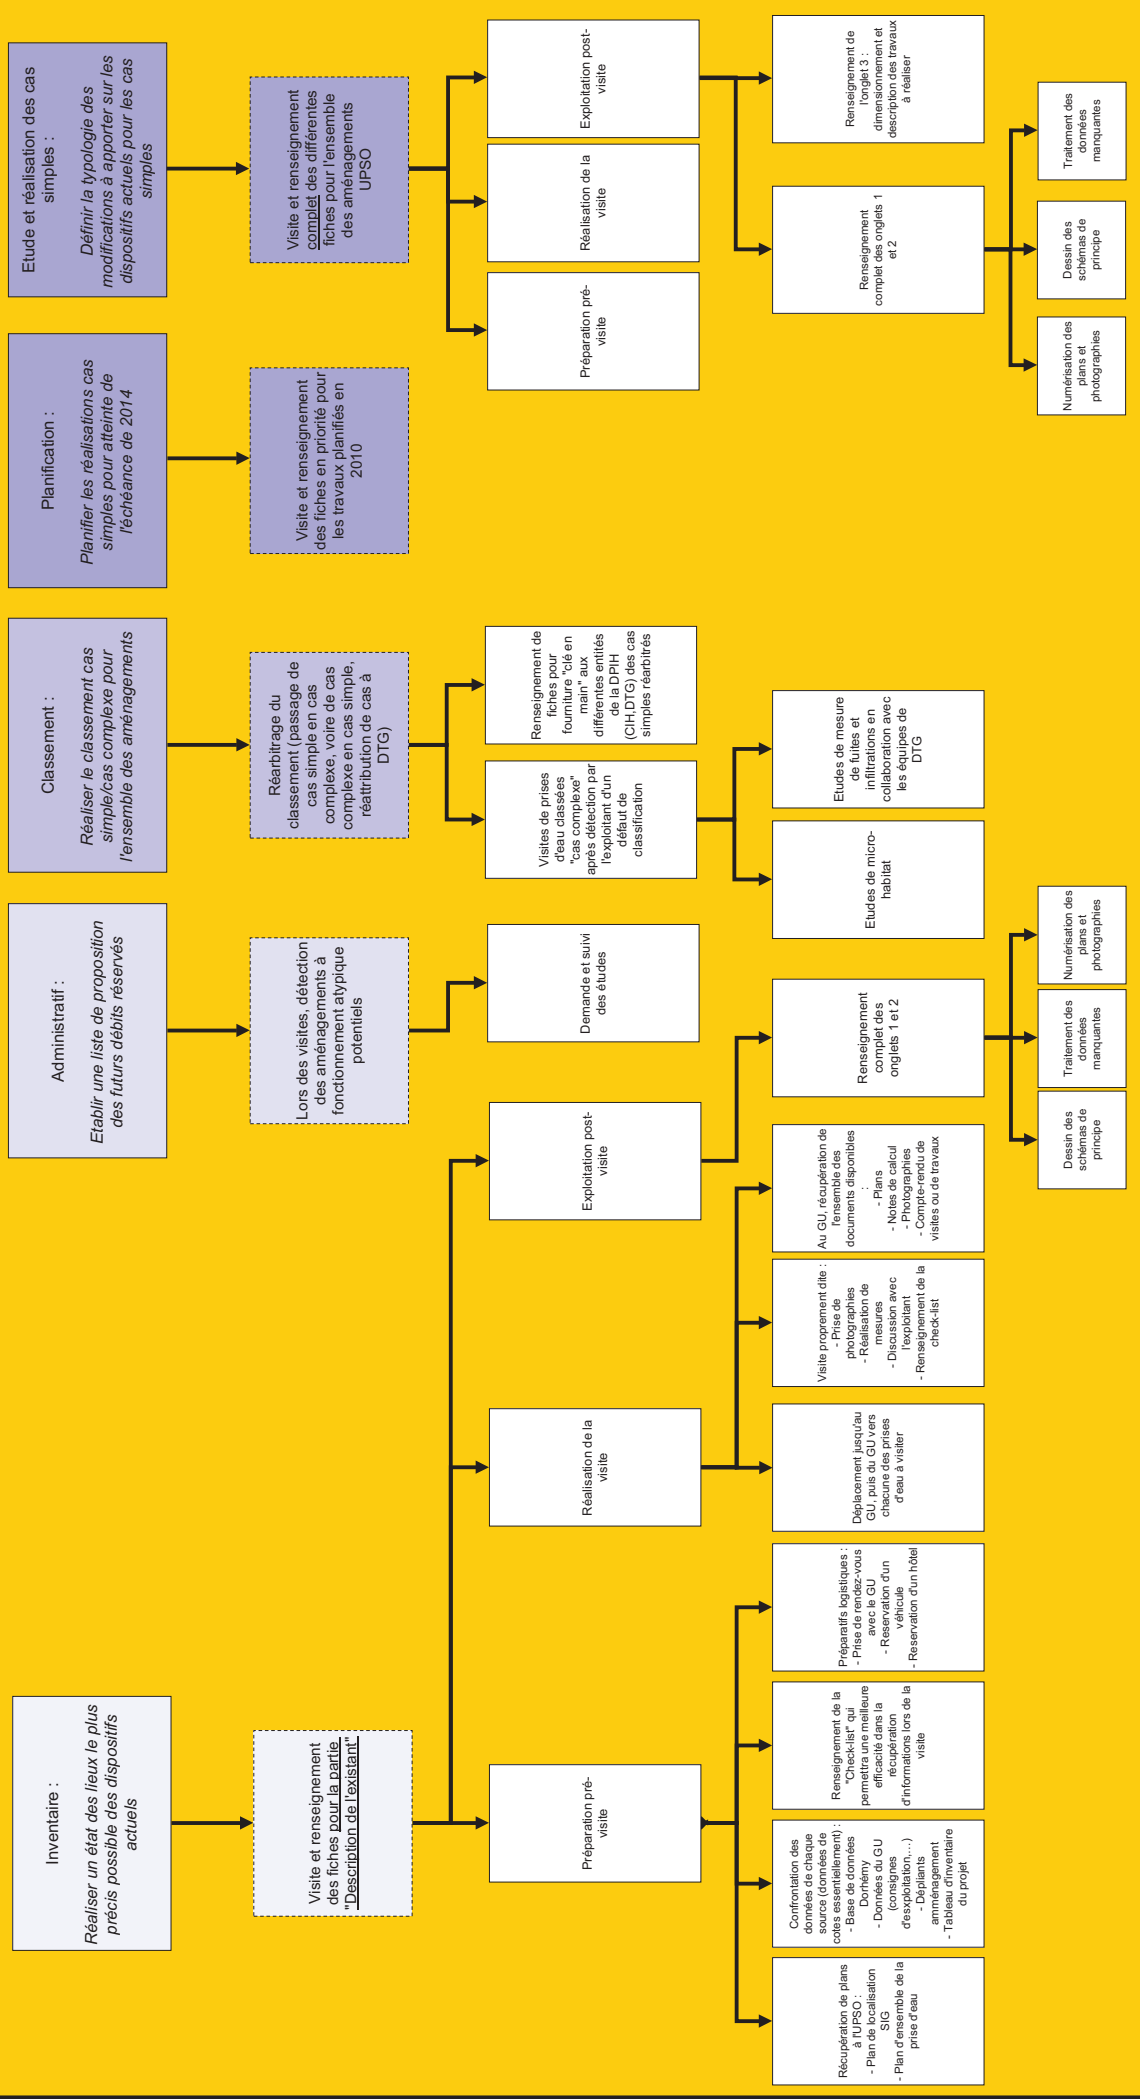 Inventaire :
Réaliser un état des lieux le plus
précis possible des dispositifs
actuels
Administratif :
Etablir une liste de proposition
des futurs débits réservés
Classement :
Réaliser le classement cas
simple/cas complexe pour
l'ensemble des aménagements
Planification :
Planifier les réalisations cas
simples pour atteinte de
l'échéance de 2014
Etude et réalisation des cas
simples :
Définir la typologie des
modifications à apporter sur les
dispositifs actuels pour les cas
simples
Visite et renseignement
des fiches pour la partie
"Description de l'existant"
Lors des visites, détection
des aménagements à
fonctionnement atypique
potentiels
Réarbitrage du
classement (passage de
cas simple en cas
complexe, voire de cas
complexe en cas simple,
réattribution de cas à
DTG)
Visite et renseignement
des fiches en priorité pour
les travaux planifiés en
2010
Visite et renseignement
complet des différentes
fiches pour l'ensemble
des aménagements
UPSO
Préparation pré-
visite
Réalisation de la
visite
Exploitation post-
visite
Demande et suivi
des études
Visites de prises
d'eau classées
"cas complexe"
après détection par
l'exploitant d'un
défaut de
classification
Renseignement de
fiches pour
fourniture "clé en
main" aux
différentes entités
de la DPIH
(CIH,DTG) des cas
simples réarbitrés
Préparation pré-
visite
Réalisation de la
visite
Exploitation post-
visite
Récupération de plans
à l'UPSO :
- Plan de localisation
SIG
- Plan d'ensemble de la
prise d'eau
Confrontation des
données de chaque
source (données de
cotes essentiellement) :
- Base de données
Dorhémy
- Données du GU
(consignes
d'esxploitation,...)
- Dépliants
amménagement
- Tableau d'inventaire
du projet
Renseignement de la
"Check-list" qui
permettra une meilleure
efficacité dans la
récupération
d'informations lors de la
visite
Préparatifs logistiques :
- Prise de rendez-vous
avec le GU
- Reservation d'un
véhicule
- Reservation d'un hôtel
Déplacement jusqu'au
GU, puis du GU vers
chacune des prises
d'eau à visiter
Visite proprement dite :
- Prise de
photographies
- Réalisation de
mesures
- Discussion avec
l'exploitant
- Renseignement de la
check-list
Au GU, récupération de
l'ensemble des
documents disponibles
:
- Plans
- Notes de calcul
- Photographies
- Compte-rendu de
visites ou de travaux
Renseignement
complet des
onglets 1 et 2
Etudes de micro-
habitat
Etudes de mesure
de fuites et
infiltrations en
collaboration avec
les équipes de
DTG
Renseignement
complet des onglets 1
et 2
Renseignement de
l'onglet 3 :
dimensionnement et
description des travaux
à réaliser
Dessin des
schémas de
principe
Traitement des
données
manquantes
Numérisation des
plans et
photographies
Numérisation des
plans et
photographies
Dessin des
schémas de
principe
Traitement des
données
manquantes